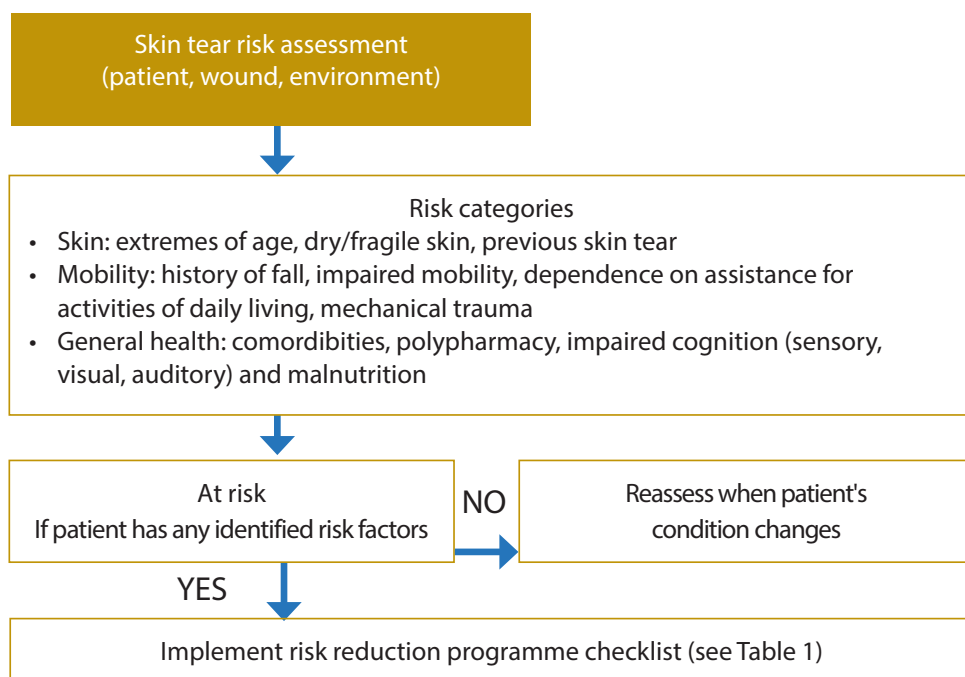 Skin tear risk assessment
(patient, wound, environment)
Risk categories
• Skin: extremes of age, dry/fragile skin, previous skin tear
• Mobility: history of fall, impaired mobility, dependence on assistance for
activities of daily living, mechanical trauma
• General health: comordibities, polypharmacy, impaired cognition (sensory,
visual, auditory) and malnutrition
At risk
If patient has any identified risk factors
NO
Reassess when patient's
condition changes
YES
Implement risk reduction programme checklist (see Table 1)